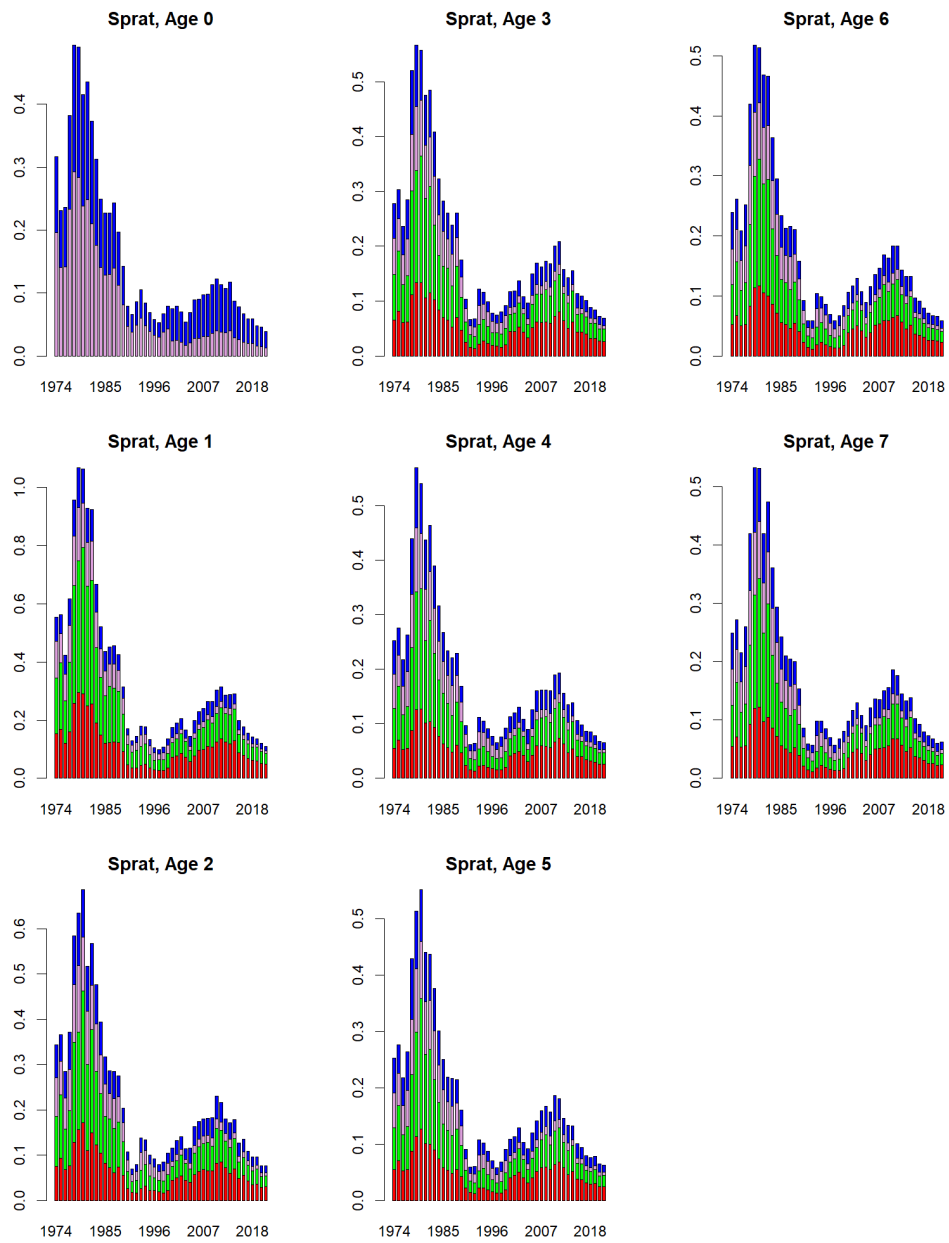 Sprat, Age 0
0.0 0.1 0.2 0.3 0.4
1974 1985 1996 2007 2018
Sprat, Age 3
0.0 0.1 0.2 0.3 0.4 0.5
1974 1985 1996 2007 2018
Sprat, Age 6
0.0 0.1 0.2 0.3 0.4 0.5
1974 1985 1996 2007 2018
Sprat, Age 1
0.0 0.2 0.4 0.6 0.8 1.0
1974 1985 1996 2007 2018
Sprat, Age 4
0.0 0.1 0.2 0.3 0.4 0.5
1974 1985 1996 2007 2018
Sprat, Age 7
0.0 0.1 0.2 0.3 0.4 0.5
1974 1985 1996 2007 2018
Sprat, Age 2
0.0 0.1 0.2 0.3 0.4 0.5 0.6
1974 1985 1996 2007 2018
Sprat, Age 5
0.0 0.1 0.2 0.3 0.4 0.5
1974 1985 1996 2007 2018